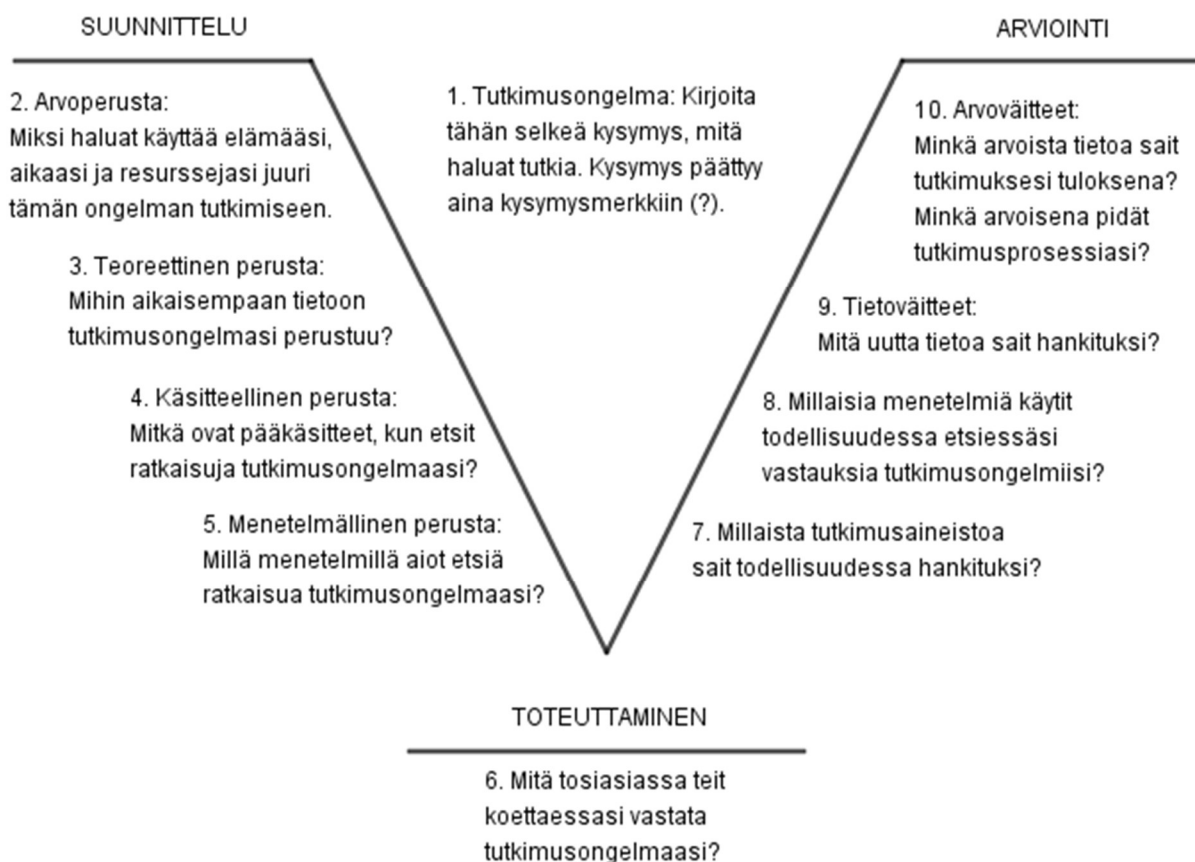 SUUNNITTELU
ARVIOINTI
1. Tutkimusongelma: Kirjoita
tähän selkeä kysymys, mitä
haluat tutkia. Kysymys päättyy
aina kysymysmerkkiin (?).
2. Arvoperusta:
Miksi haluat käyttää elämääsi,
aikaasi ja resurssejasi juuri
tämän ongelman tutkimiseen.
3. Teoreettinen perusta:
Mihin aikaisempaan tietoon
tutkimusongelmasi perustuu?
4. Käsitteellinen perusta:
Mitkä ovat pääkäsitteet, kun etsit
ratkaisuja tutkimusongelmaasi?
5. Menetelmällinen perusta:
Millä menetelmillä aiot etsiä
ratkaisua tutkimusongelmaasi?
TOTEUTTAMINEN
6. Mitä tosiasiassa teit
koettaessasi vastata
tutkimusongelmaasi?
7. Millaista tutkimusaineistoa
sait todellisuudessa hankituksi?
8. Millaisia menetelmiä käytit
todellisuudessa etsiessäsi
vastauksia tutkimusongelmiisi?
9. Tietoväitteet:
Mitä uutta tietoa sait hankituksi?
10. Arvoväitteet:
Minkä arvoista tietoa sait
tutkimuksesi tuloksena?
Minkä arvoisena pidät
tutkimusprosessiasi?